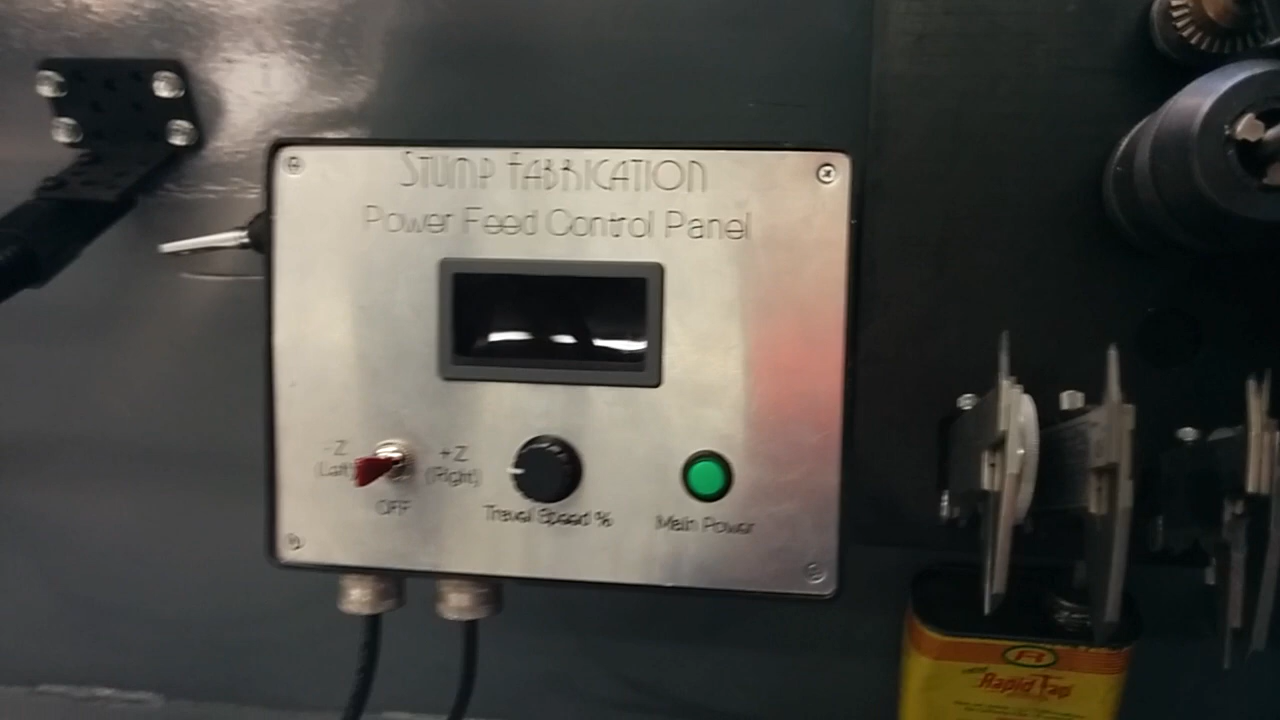 STUMP FABRICATION
Power Feed Control Panel
-Z
(Left)
+Z
(Right)
OFF
Travel Speed %
Main Power
R
Rapid Tap